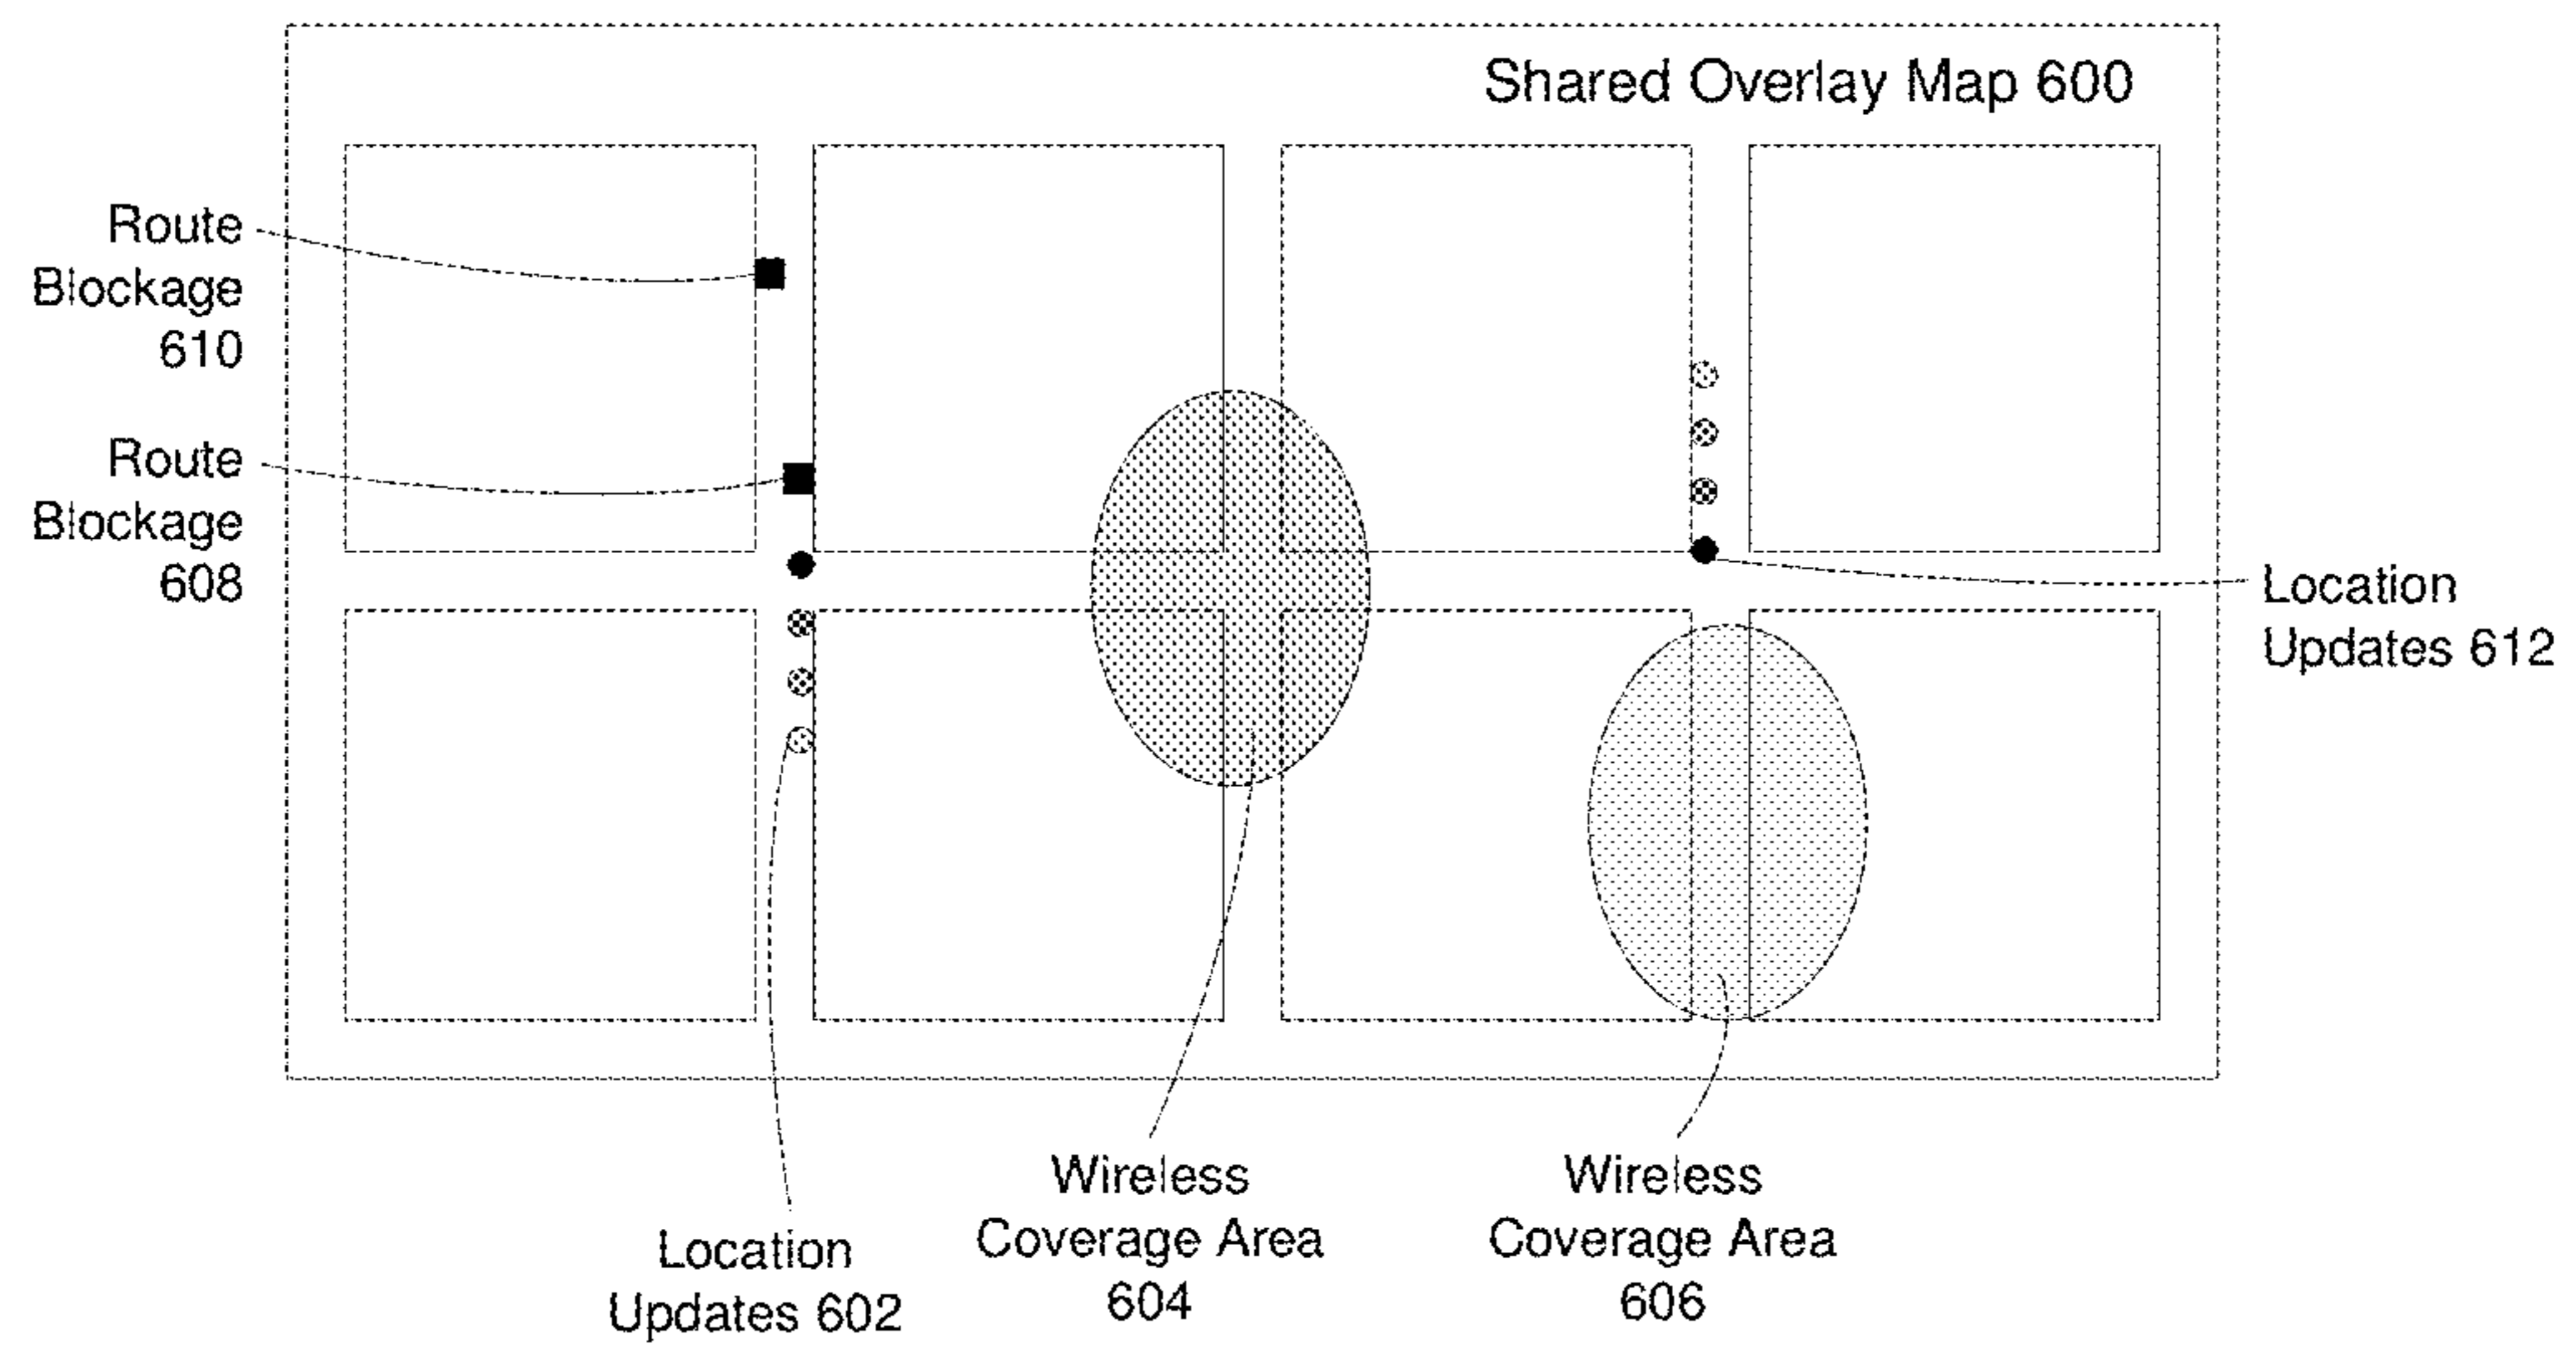 Shared Overlay Map 600
Route
Blockage
610
Route
Blockage
608
Location
Updates 612
Location
Updates 602
Wireless
Coverage Area
604
Wireless
Coverage Area
606